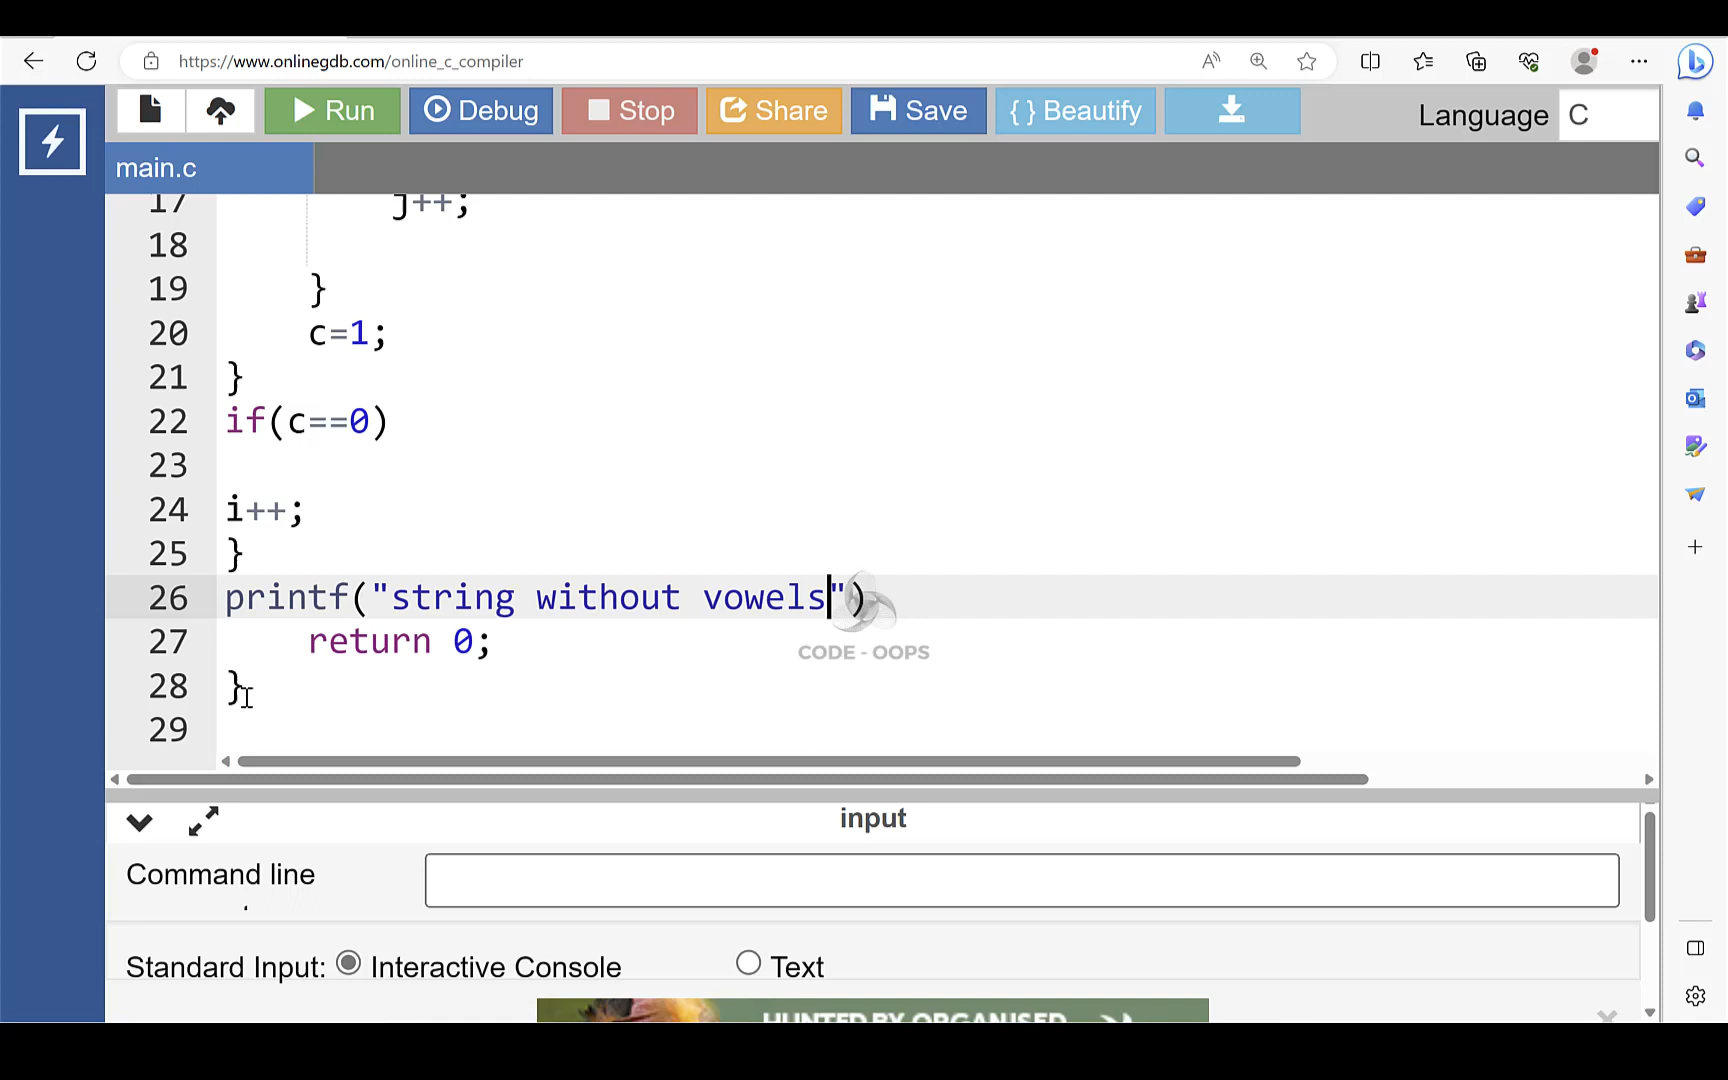 https://www.onlinegdb.com/online_c_compiler
Run Debug Stop Share Save { } Beautify Language C
main.c
17 j++;
18
19 }
20 c=1;
21 }
22 if(c==0)
23
24 i++;
25 }
26 printf("string without vowels")
27 return 0;
28 }
29
CODE - OOPS
input
Command line
Standard Input: Interactive Console Text
HUNTED BY ORGANISED